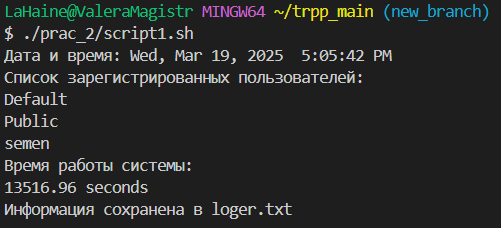 LaHaine@ValeraMagistr MINGW64 ~/trpp_main (new_branch)
$ ./prac_2/script1.sh
Дата и время: Wed, Mar 19, 2025  5:05:42 PM
Список зарегистрированных пользователей:
Default
Public
semen
Время работы системы:
13516.96 seconds
Информация сохранена в loger.txt